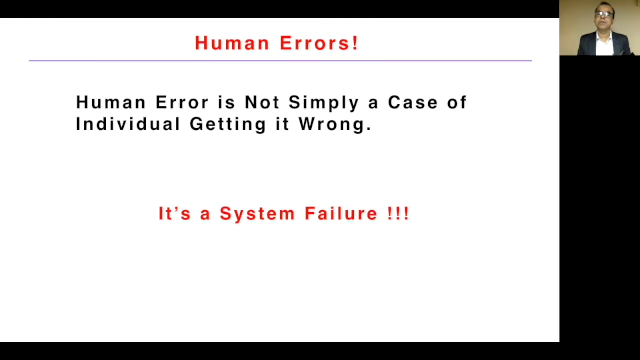 Human Errors!
Human Error is Not Simply a Case of
Individual Getting it Wrong.
It's a System Failure !!!